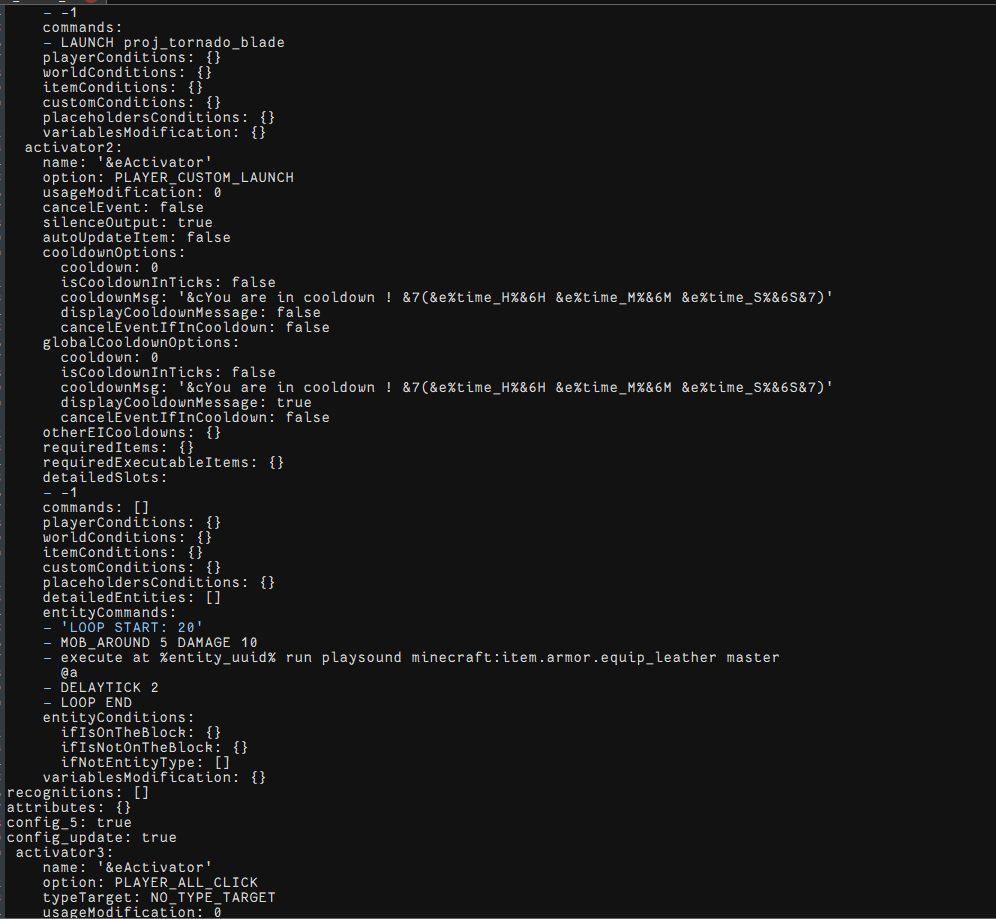 - -1
commands:
- LAUNCH proj_tornado_blade
playerConditions: {}
worldConditions: {}
itemConditions: {}
customConditions: {}
placeholdersConditions: {}
variablesModification: {}
activator2:
name: '&eActivator'
option: PLAYER_CUSTOM_LAUNCH
usageModification: 0
cancelEvent: false
silenceOutput: true
autoUpdateItem: false
cooldownOptions:
cooldown: 0
isCooldownInTicks: false
cooldownMsg: '&cYou are in cooldown ! &7(&e%time_H%&6H &e%time_M%&6M &e%time_S%&6S&7)'
displayCooldownMessage: false
cancelEventIfInCooldown: false
globalCooldownOptions:
cooldown: 0
isCooldownInTicks: false
cooldownMsg: '&cYou are in cooldown ! &7(&e%time_H%&6H &e%time_M%&6M &e%time_S%&6S&7)'
displayCooldownMessage: true
cancelEventIfInCooldown: false
otherEICooldowns: {}
requiredItems: {}
requiredExecutableItems: {}
detailedSlots:
- -1
commands: []
playerConditions: {}
worldConditions: {}
itemConditions: {}
customConditions: {}
placeholdersConditions: {}
detailedEntities: []
entityCommands:
- 'LOOP START: 20'
- MOB_AROUND 5 DAMAGE 10
- execute at %entity_uuid% run playsound minecraft:item.armor.equip_leather master
@a
- DELAYTICK 2
- LOOP END
entityConditions:
ifIsOnTheBlock: {}
ifIsNotOnTheBlock: {}
ifNotEntityType: []
variablesModification: {}
recognitions: []
attributes: {}
config_5: true
config_update: true
activator3:
name: '&eActivator'
option: PLAYER_ALL_CLICK
typeTarget: NO_TYPE_TARGET
usageModification: 0